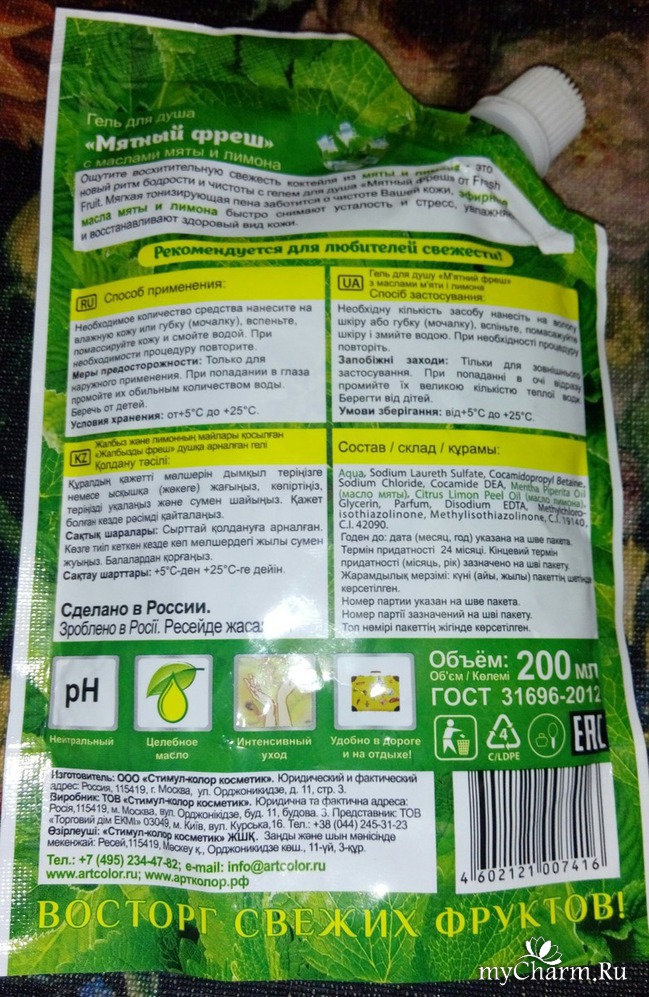 Гель для душа
«Мятный фреш»
с маслами мяты и лимона
Ощутите восхитительную свежесть коктейля из мяты и лимона - это
новый ритм бодрости и чистоты с гелем для душа «Мятный фреш» от Fresh
Fruit. Мягкая тонизирующая пена заботится о чистоте Вашей кожи, эфирные
масла мяты и лимона быстро снимают усталость и стресс, увлажняют
и восстанавливают здоровый вид кожи.
Рекомендуется для любителей свежести!
RU Способ применения:
Необходимое количество средства нанесите на
влажную кожу или губку (мочалку), вспеньте,
помассируйте кожу и смойте водой. При
необходимости процедуру повторите.
Меры предосторожности: Только для
наружного применения. При попадании в глаза
промойте их обильным количеством воды.
Беречь от детей.
Условия хранения: от+5°С до +25°С.
UA Гель для душу «М'ятний фреш»
з маслами м'яти і лимона
Спосіб застосування:
Необхідну кількість засобу нанесіть на вологу
шкіру або губку (мочалку), вспіньте, помасажуйте
шкіру і змийте водою. При необхідності процедуру
повторіть.
Запобіжні заходи: Тільки для зовнішнього
застосування. При попаданні в очі відразу
промийте їх великою кількістю теплої води.
Берегти від дітей.
Умови зберігання: від+5°С до +25°С.
KZ Жалбыз және лимонның майлары қосылған
«Жалбызды фреш» душқа арналған гелі
Қолдану тәсілі:
Құралдың қажетті мөлшерін дымқыл теріңізге
немесе ысқышқа (жөкеге) жағыңыз, көпіртіңіз,
теріңізді уқалаңыз және сумен шайыңыз. Қажет
болған кезде рәсімді қайталаңыз.
Сақтық шаралары: Сырттай қолдануға арналған.
Көзге тиіп кеткен кезде көп мөлшердегі жылы сумен
жуыңыз. Балалардан қорғаңыз.
Сақтау шарттары: +5°С-ден +25°С-ге дейін.
Состав / склад / құрамы:
Aqua, Sodium Laureth Sulfate, Cocamidopropyl Betaine,
Sodium Chloride, Cocamide DEA, Mentha Piperita Oil
(масло мяты), Citrus Limon Peel Oil (масло лимона),
Glycerin, Parfum, Disodium EDTA, Methylchloro-
isothiazolinone, Methylisothiazolinone, C.I. 19140,
C.I. 42090.
Годен до: дата (месяц, год) указана на шве пакета.
Термін придатності 24 місяці. Кінцевий термін
придатності (місяць, рік) зазначено на шві пакету.
Жарамдылық мерзімі: күні (айы, жылы) пакеттің шетінде
көрсетілген.
Номер партии указан на шве пакета.
Номер партії зазначений на шві пакету.
Топ нөмірі пакеттің жігінде көрсетілген.
Сделано в России.
Зроблено в Росії. Ресейде жасал
pH
Нейтральный
Целебное
масло
Интенсивный
уход
Удобно в дороге
и на отдыхе!
Объём: 200 мл
Об'єм / Көлемі
ГОСТ 31696-2012
4
C/LDPE
EAC
Изготовитель: ООО «Стимул-колор косметик». Юридический и фактический
адрес: Россия, 115419, г. Москва, ул. Орджоникидзе, д. 11, стр. 3.
Виробник: ТОВ «Стимул-колор косметик». Юридична та фактична адреса:
Росія,115419, м. Москва, вул. Орджонікідзе, буд. 11, будова. 3. Представник: ТОВ
«Торговий дім ЕКМІ» 03049, м. Київ, вул. Курська,16. Тел.: +38 (044) 245-31-23
Өзірлеуші: «Стимул-колор косметик» ЖШҚ. Заңды және шын мәнісінде
мекенжай: Ресей,115419, Мәскеу қ., Орджоникидзе көш., 11-үй, 3-құр.
Тел.: +7 (495) 234-47-82; e-mail: info@artcolor.ru
www.artcolor.ru; www.артколор.рф
4 602121 007416
ВОСТОРГ СВЕЖИХ ФРУКТОВ!
myCharm.Ru